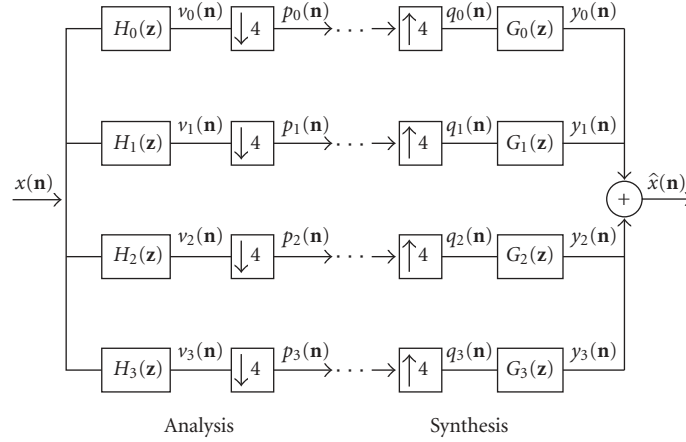 v₀(n) p₀(n) q₀(n) y₀(n)
H₀(z) ↓4 · · · ↑4 G₀(z)
v₁(n) p₁(n) q₁(n) y₁(n)
H₁(z) ↓4 · · · ↑4 G₁(z)
x(n) x̂(n)
+
v₂(n) p₂(n) q₂(n) y₂(n)
H₂(z) ↓4 · · · ↑4 G₂(z)
v₃(n) p₃(n) q₃(n) y₃(n)
H₃(z) ↓4 · · · ↑4 G₃(z)
Analysis Synthesis